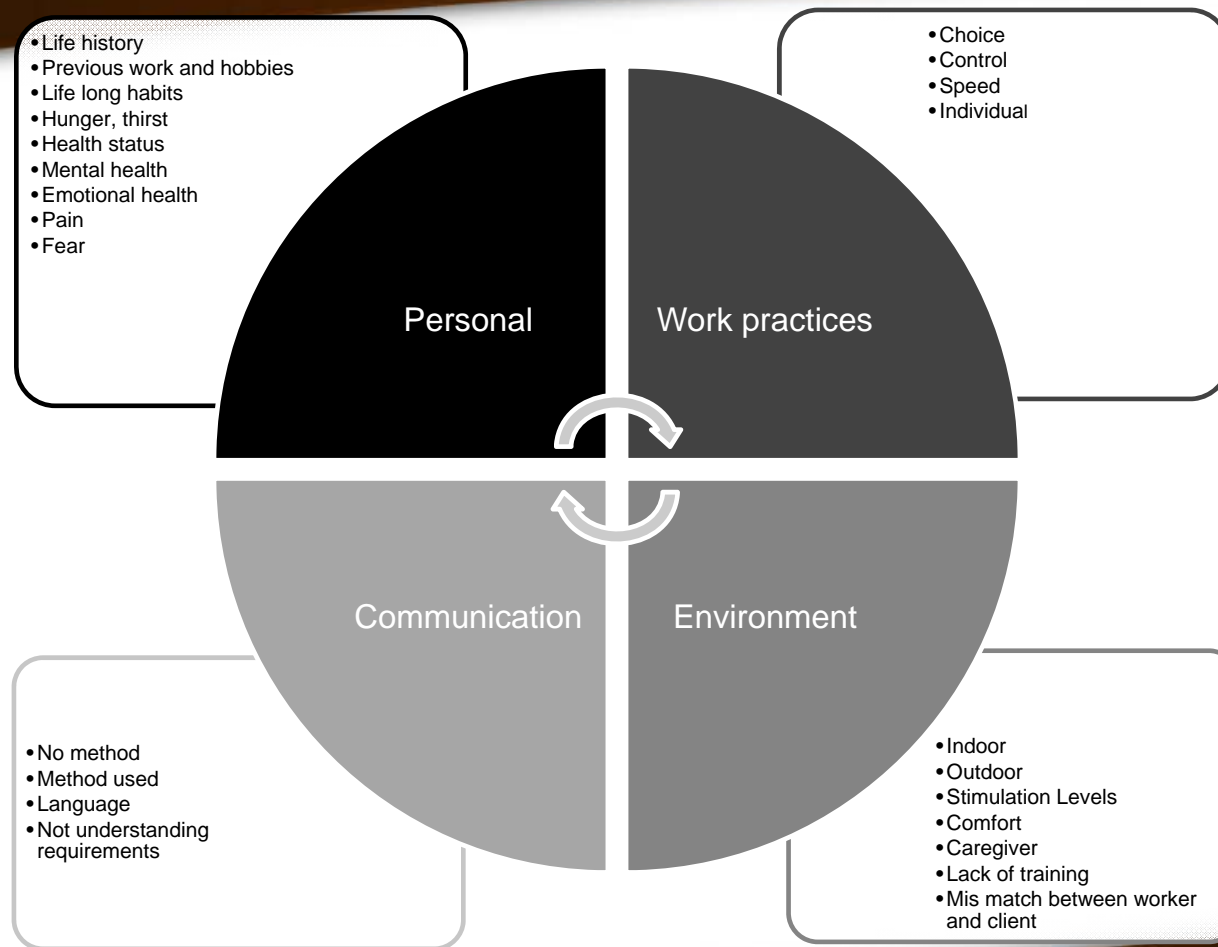 •Life history
•Previous work and hobbies
•Life long habits
•Hunger, thirst
•Health status
•Mental health
•Emotional health
•Pain
•Fear
•Choice
•Control
•Speed
•Individual
Personal
Work practices
Communication
Environment
•No method
•Method used
•Language
•Not understanding
requirements
•Indoor
•Outdoor
•Stimulation Levels
•Comfort
•Caregiver
•Lack of training
•Mis match between worker
and client